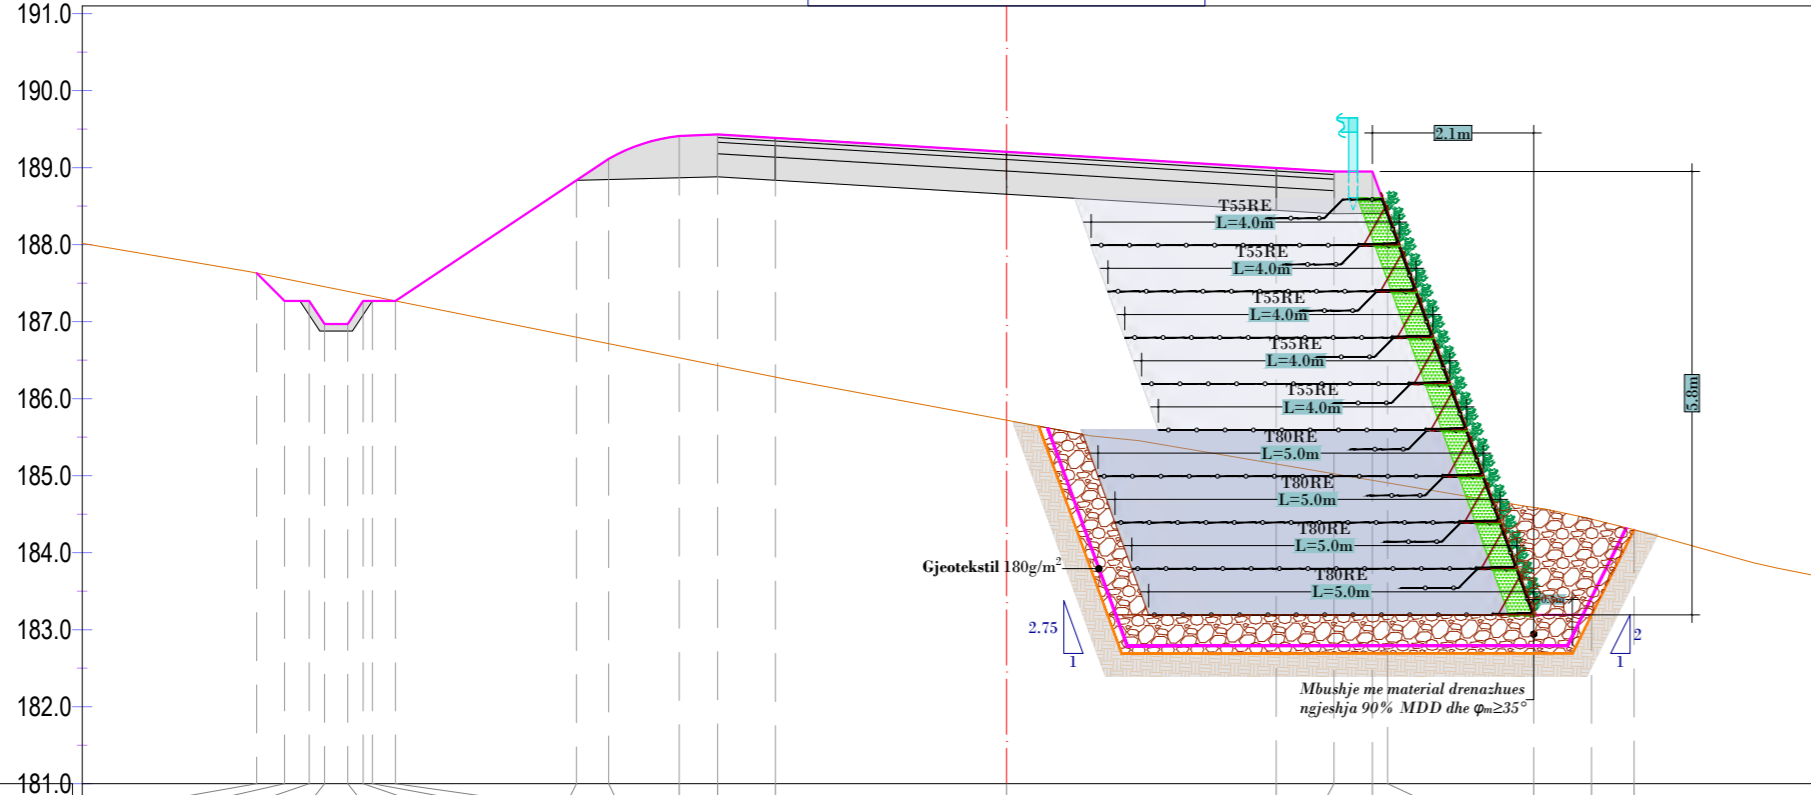 191.0
190.0
189.0
188.0
187.0
186.0
185.0
184.0
183.0
182.0
181.0
2.1m
5.8m
T55RE
L=4.0m
T55RE
L=4.0m
T55RE
L=4.0m
T55RE
L=4.0m
T55RE
L=4.0m
T80RE
L=5.0m
T80RE
L=5.0m
T80RE
L=5.0m
T80RE
L=5.0m
Gjeotekstil 180g/m²
2.75
1
2
1
Mbushje me material drenazhues
ngjeshja 90% MDD dhe φm≥35°